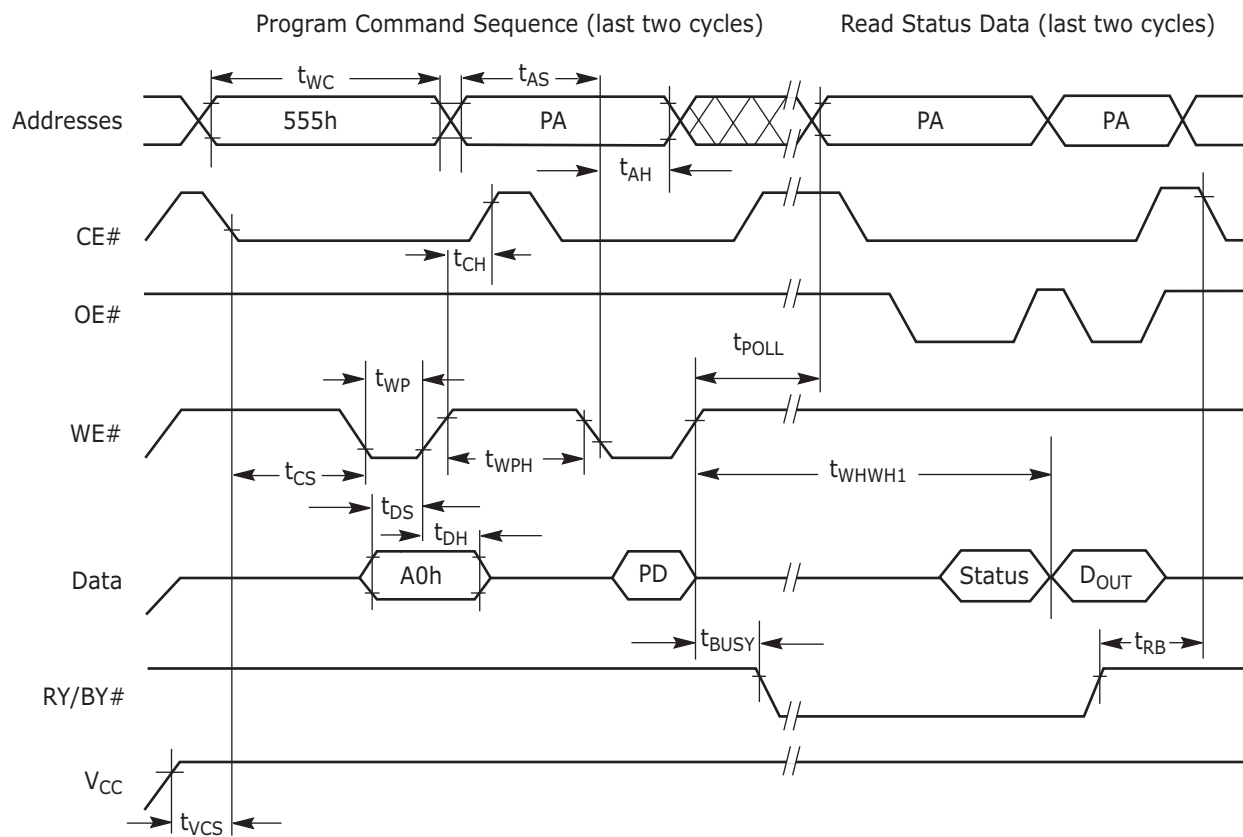 Program Command Sequence (last two cycles)
Read Status Data (last two cycles)
tWC
tAS
Addresses
555h
PA
PA
PA
tAH
CE#
tCH
OE#
tPOLL
tWP
WE#
tCS
tWPH
tWHWH1
tDS
tDH
Data
A0h
PD
Status
DOUT
tBUSY
tRB
RY/BY#
VCC
tVCS